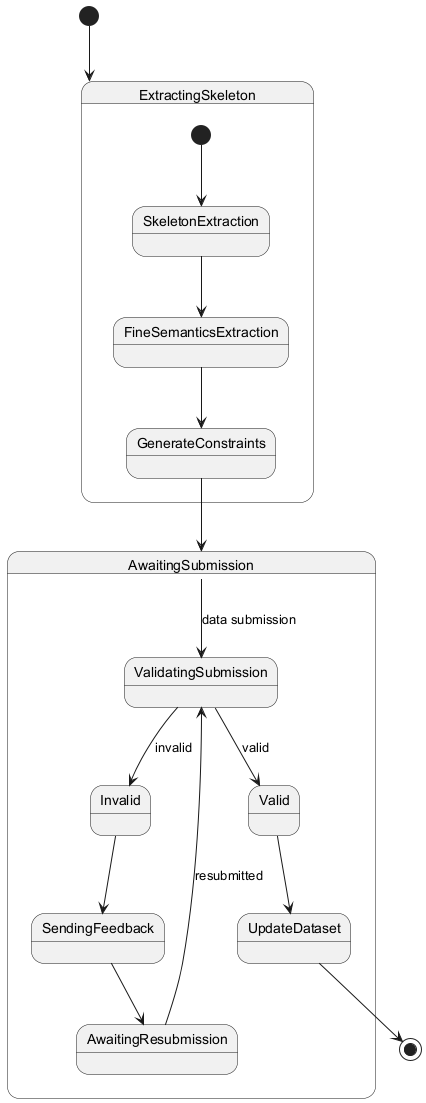 ExtractingSkeleton
SkeletonExtraction
FineSemanticsExtraction
GenerateConstraints
AwaitingSubmission
data submission
ValidatingSubmission
invalid
valid
Invalid
Valid
resubmitted
SendingFeedback
UpdateDataset
AwaitingResubmission